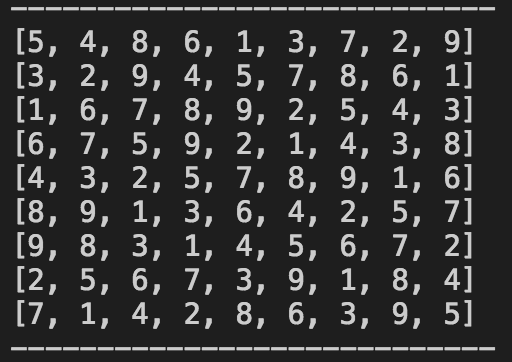 [5, 4, 8, 6, 1, 3, 7, 2, 9]
[3, 2, 9, 4, 5, 7, 8, 6, 1]
[1, 6, 7, 8, 9, 2, 5, 4, 3]
[6, 7, 5, 9, 2, 1, 4, 3, 8]
[4, 3, 2, 5, 7, 8, 9, 1, 6]
[8, 9, 1, 3, 6, 4, 2, 5, 7]
[9, 8, 3, 1, 4, 5, 6, 7, 2]
[2, 5, 6, 7, 3, 9, 1, 8, 4]
[7, 1, 4, 2, 8, 6, 3, 9, 5]